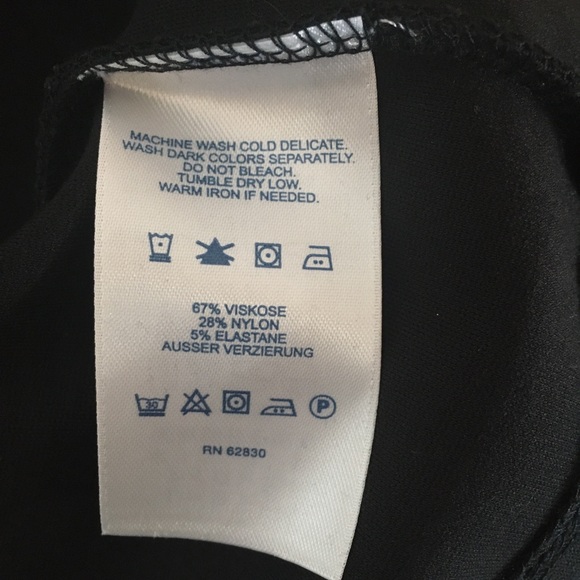 MACHINE WASH COLD DELICATE.
WASH DARK COLORS SEPARATELY.
DO NOT BLEACH.
TUMBLE DRY LOW.
WARM IRON IF NEEDED.
67% VISKOSE
28% NYLON
5% ELASTANE
AUSSER VERZIERUNG
30 P
RN 62830